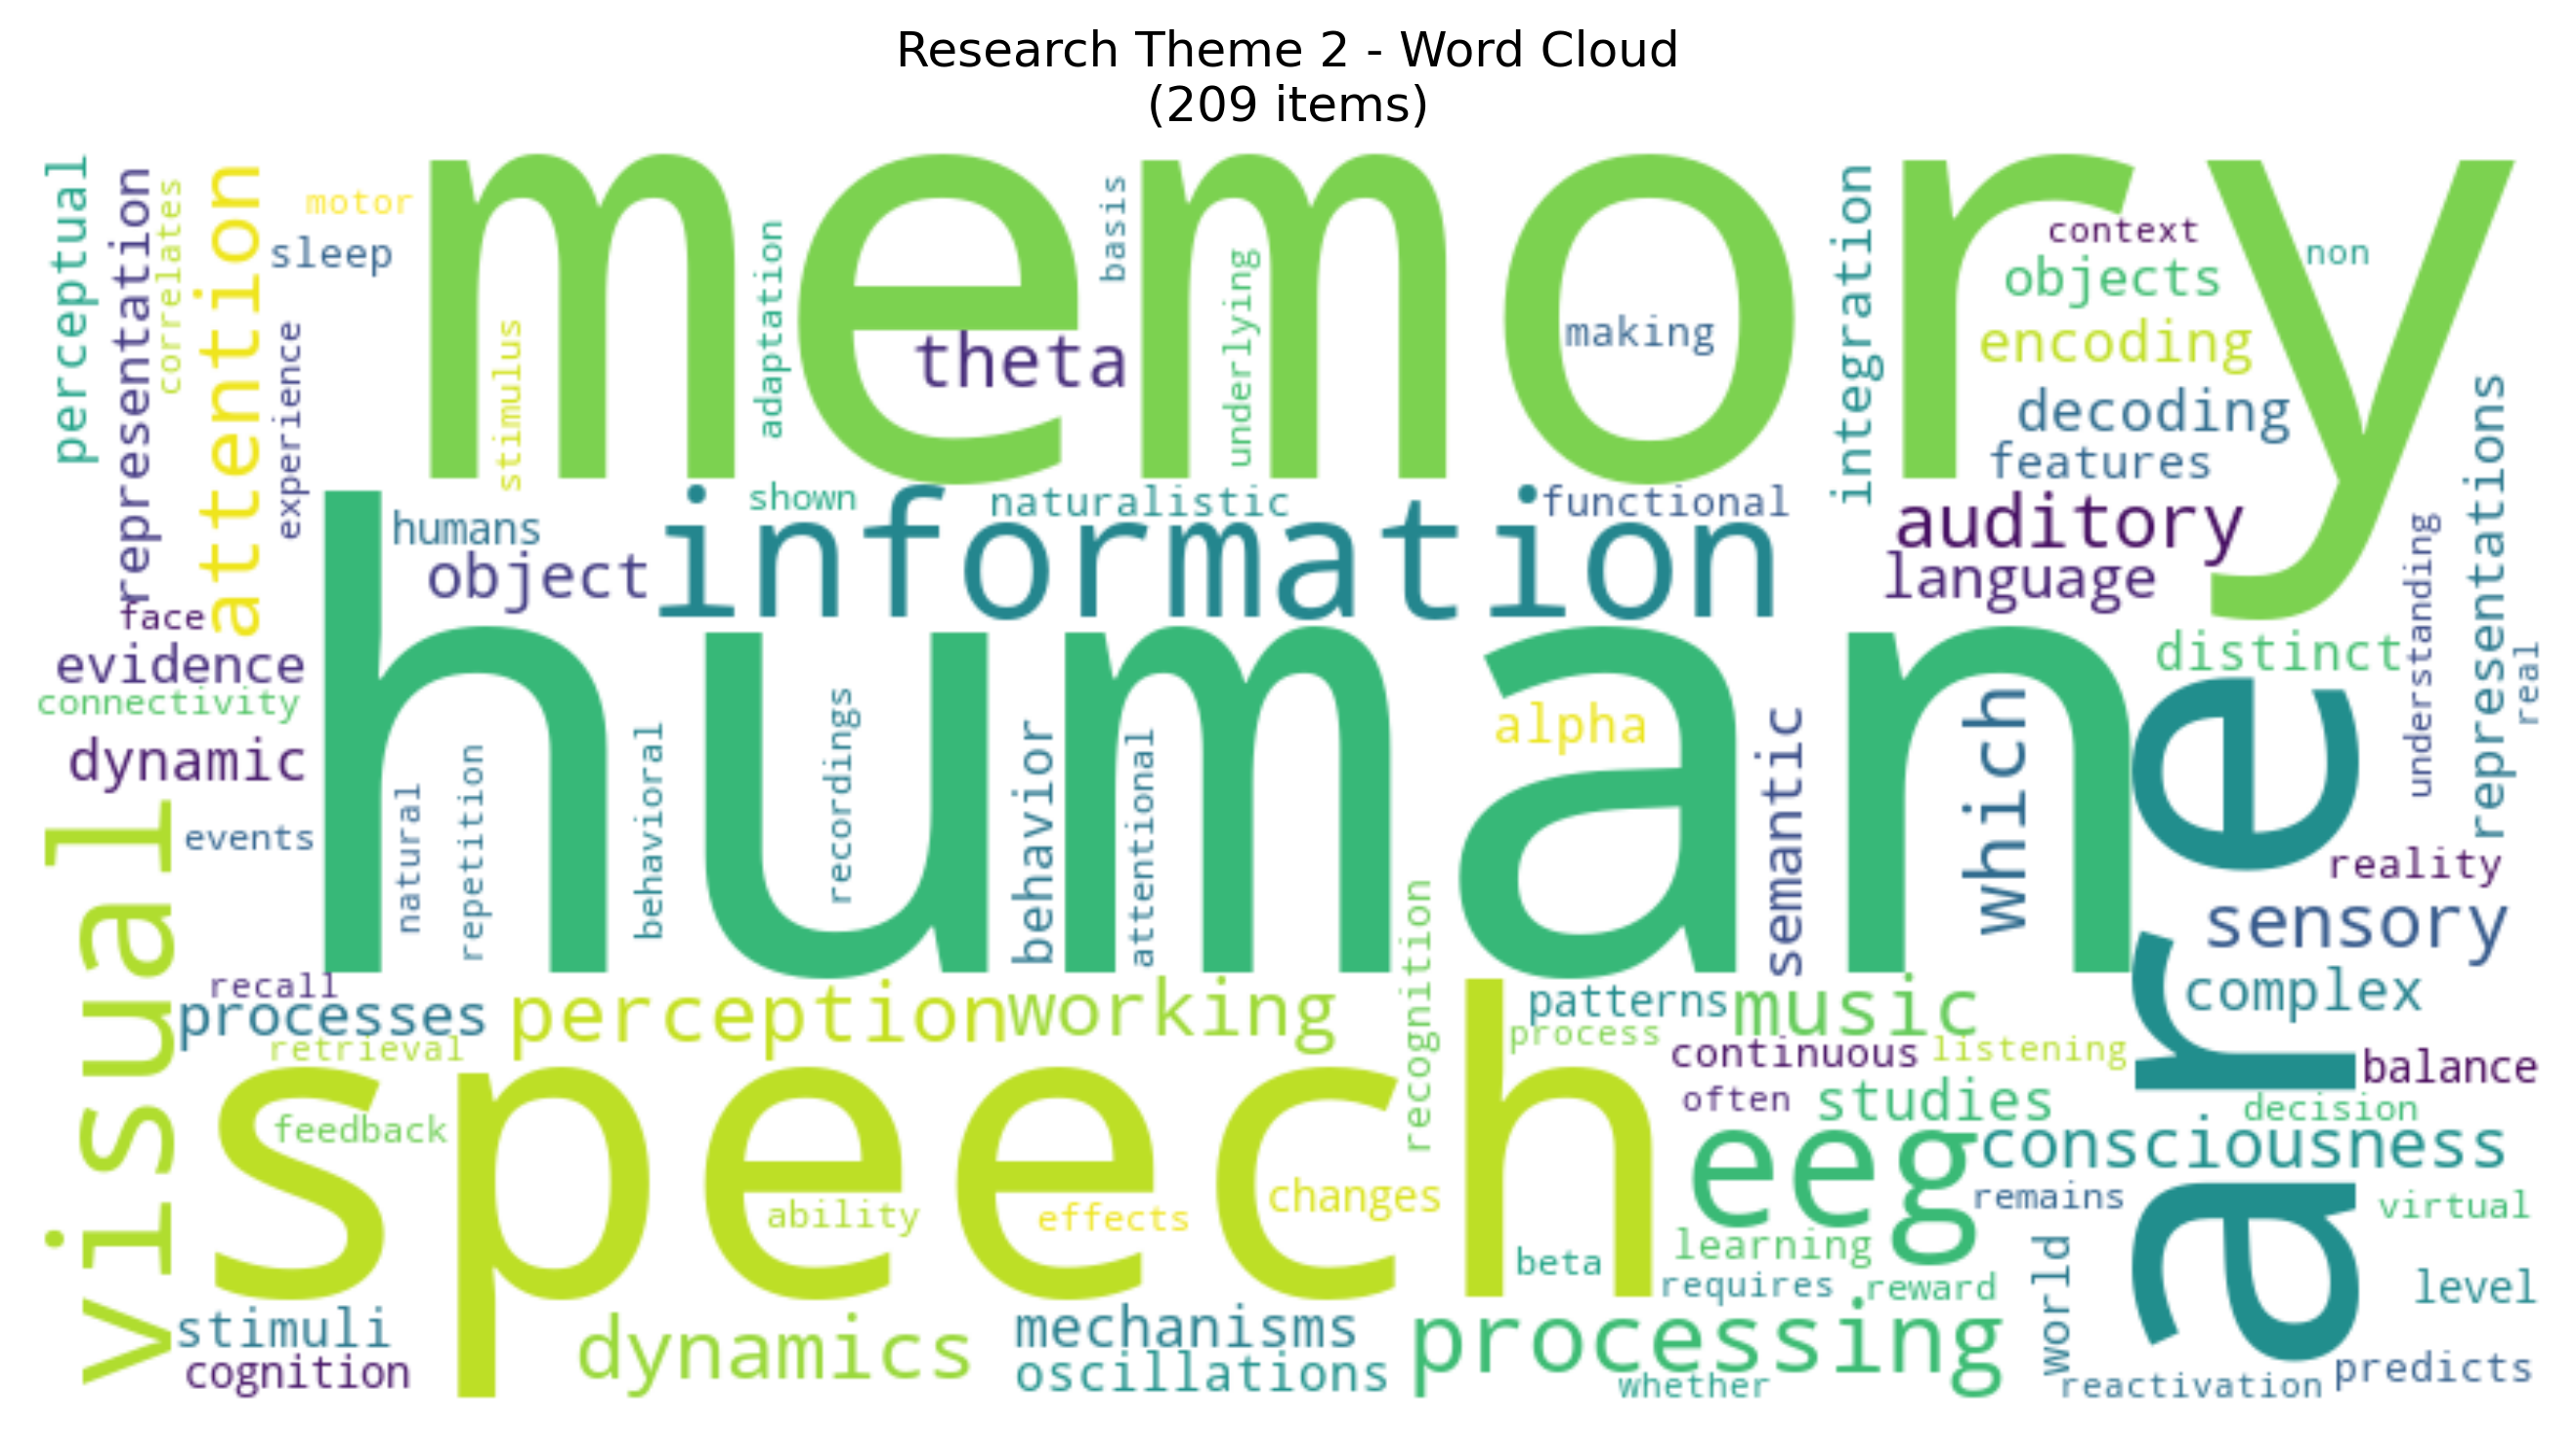 Research Theme 2 - Word Cloud
(209 items)
perceptual
representation
correlates
attention
motor
sleep
experience
memory
stimulus
adaptation
theta
basis
underlying
making
integration
context
non
objects
encoding
decoding
features
auditory
language
representations
understanding
real
humans
object
information
shown
naturalistic
functional
face
evidence
connectivity
dynamic
events
human
natural
repetition
behavioral
recordings
behavior
attentional
alpha
semantic
which
distinct
are
reality
sensory
complex
balance
decision
visual
recall
processes
retrieval
perception
working
recognition
patterns
process
music
continuous
listening
often
studies
speech
feedback
ability
effects
changes
beta
eeg
consciousness
remains
virtual
learning
requires
reward
world
level
stimuli
cognition
dynamics
mechanisms
oscillations
processing
whether
reactivation
predicts